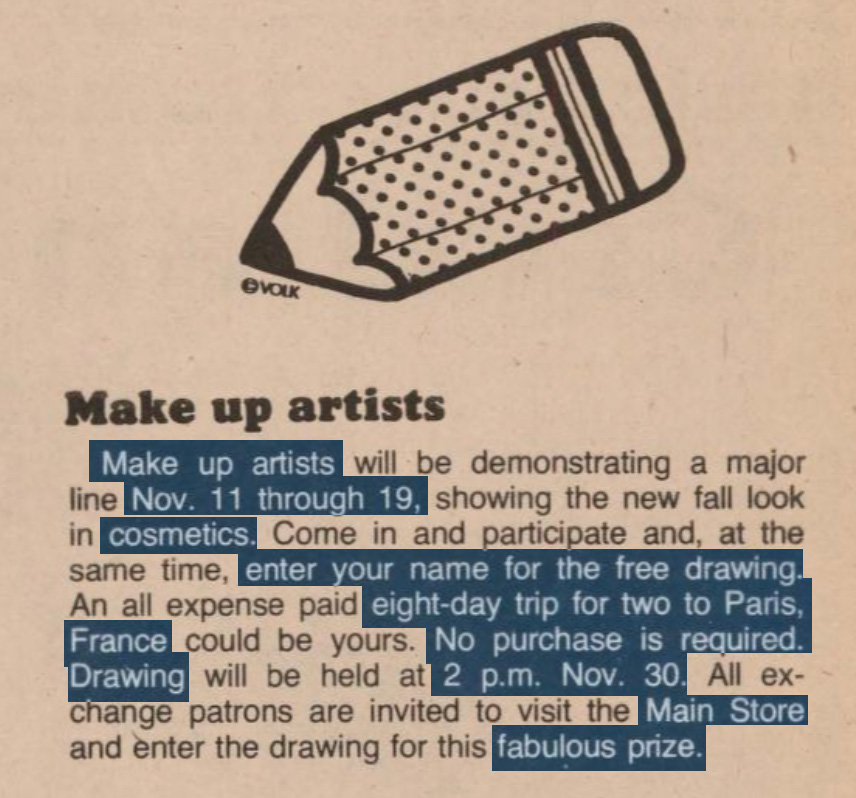 ©VOLK
Make up artists
Make up artists will be demonstrating a major
line Nov. 11 through 19, showing the new fall look
in cosmetics. Come in and participate and, at the
same time, enter your name for the free drawing.
An all expense paid eight-day trip for two to Paris,
France could be yours. No purchase is required.
Drawing will be held at 2 p.m. Nov. 30. All ex-
change patrons are invited to visit the Main Store
and enter the drawing for this fabulous prize.